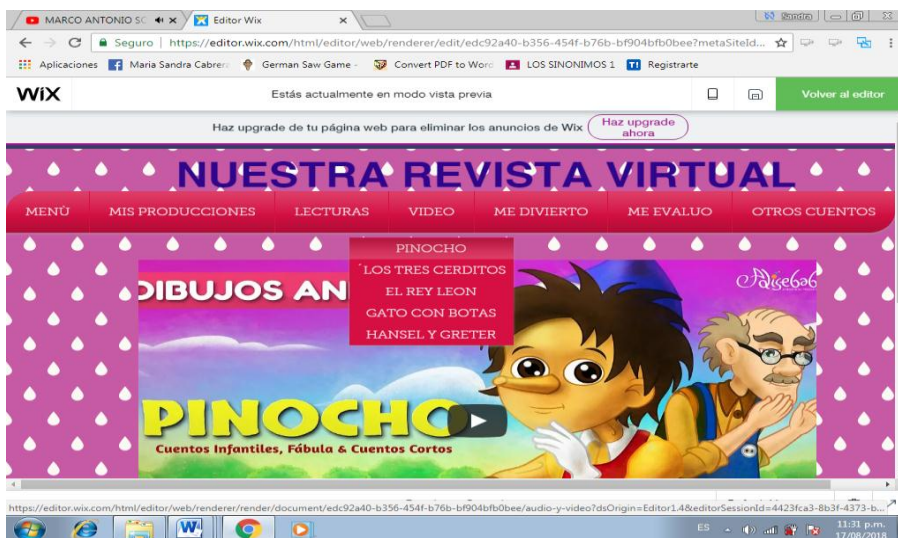 MARCO ANTONIO SO
Editor Wix
Sandra
Seguro | https://editor.wix.com/html/editor/web/renderer/edit/edc92a40-b356-454f-b76b-bf904bfb0bee?metaSiteId...
Aplicaciones Maria Sandra Cabrer German Saw Game - Convert PDF to Word LOS SINONIMOS 1 Registrarte
WiX Estás actualmente en modo vista previa Volver al editor
Haz upgrade de tu página web para eliminar los anuncios de Wix Haz upgrade ahora
NUESTRA REVISTA VIRTUAL
MENÙ MIS PRODUCCIONES LECTURAS VIDEO ME DIVIERTO ME EVALUO OTROS CUENTOS
PINOCHO
LOS TRES CERDITOS
EL REY LEON
GATO CON BOTAS
HANSEL Y GRETER
DIBUJOS ANI
PINOCHO
Cuentos Infantiles, Fábula & Cuentos Cortos
https://editor.wix.com/html/editor/web/renderer/render/document/edc92a40-b356-454f-b76b-bf904bfb0bee/audio-y-video?dsOrigin=Editor1.4&editorSessionId=4423fca3-8b3f-4373-b...
ES 11:31 p.m.
17/08/2018